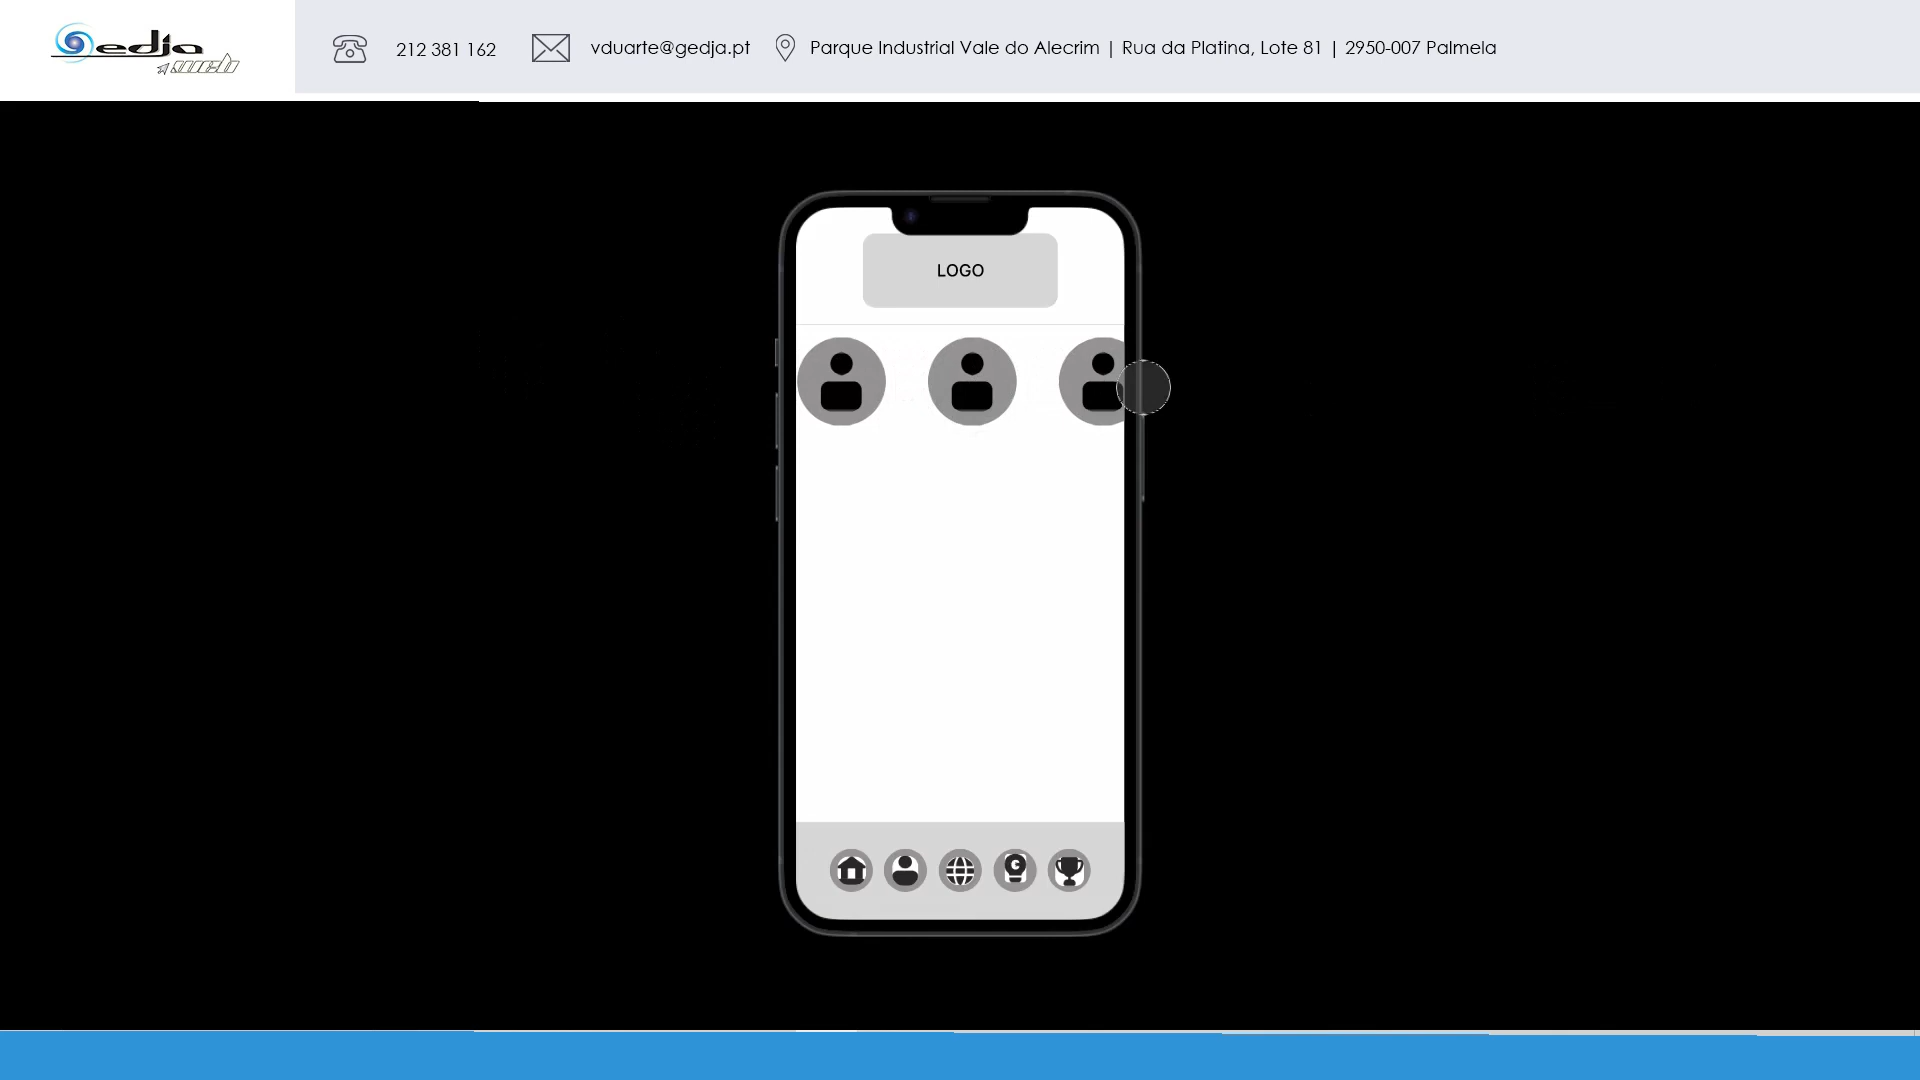 Gedja
web
212 381 162
vduarte@gedja.pt
Parque Industrial Vale do Alecrim | Rua da Platina, Lote 81 | 2950-007 Palmela
LOGO